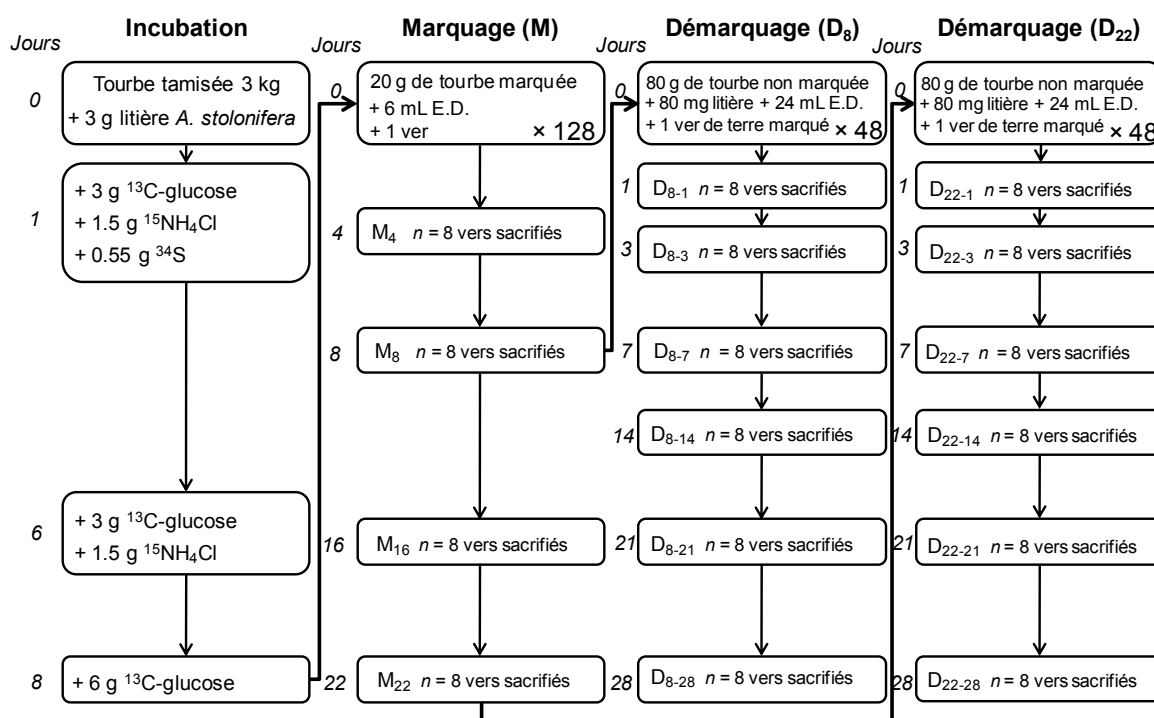 Incubation
Jours
0
Tourbe tamisée 3 kg
+ 3 g litière A. stolonifera
1
+ 3 g ¹³C-glucose
+ 1.5 g ¹⁵NH₄Cl
+ 0.55 g ³⁴S
6
+ 3 g ¹³C-glucose
+ 1.5 g ¹⁵NH₄Cl
8
+ 6 g ¹³C-glucose
Marquage (M)
Jours
0
20 g de tourbe marquée
+ 6 mL E.D.
+ 1 ver × 128
4
M₄ n = 8 vers sacrifiés
8
M₈ n = 8 vers sacrifiés
16
M₁₆ n = 8 vers sacrifiés
22
M₂₂ n = 8 vers sacrifiés
Démarquage (D₈)
Jours
0
80 g de tourbe non marquée
+ 80 mg litière + 24 mL E.D.
+ 1 ver de terre marqué × 48
1
D₈₋₁ n = 8 vers sacrifiés
3
D₈₋₃ n = 8 vers sacrifiés
7
D₈₋₇ n = 8 vers sacrifiés
14
D₈₋₁₄ n = 8 vers sacrifiés
21
D₈₋₂₁ n = 8 vers sacrifiés
28
D₈₋₂₈ n = 8 vers sacrifiés
Démarquage (D₂₂)
Jours
0
80 g de tourbe non marquée
+ 80 mg litière + 24 mL E.D.
+ 1 ver de terre marqué × 48
1
D₂₂₋₁ n = 8 vers sacrifiés
3
D₂₂₋₃ n = 8 vers sacrifiés
7
D₂₂₋₇ n = 8 vers sacrifiés
14
D₂₂₋₁₄ n = 8 vers sacrifiés
21
D₂₂₋₂₁ n = 8 vers sacrifiés
28
D₂₂₋₂₈ n = 8 vers sacrifiés